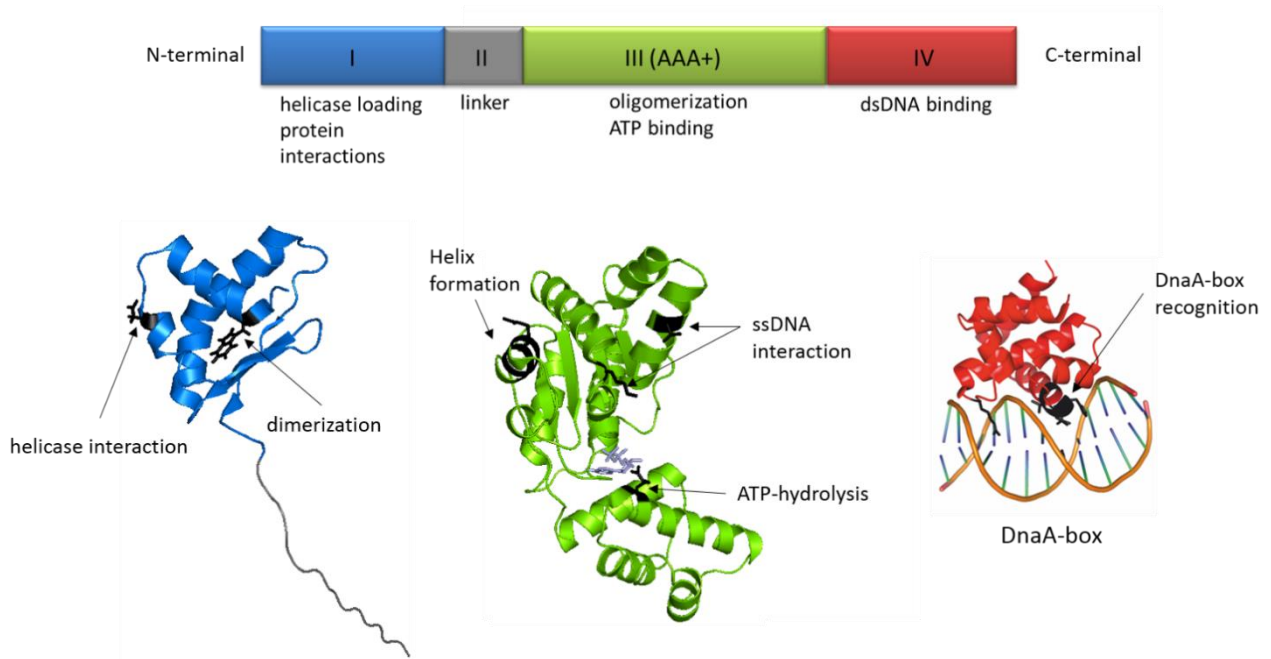 N-terminal
I
II
III (AAA+)
IV
C-terminal
helicase loading
protein
interactions
linker
oligomerization
ATP binding
dsDNA binding
Helix
formation
ssDNA
interaction
DnaA-box
recognition
helicase interaction
dimerization
ATP-hydrolysis
DnaA-box